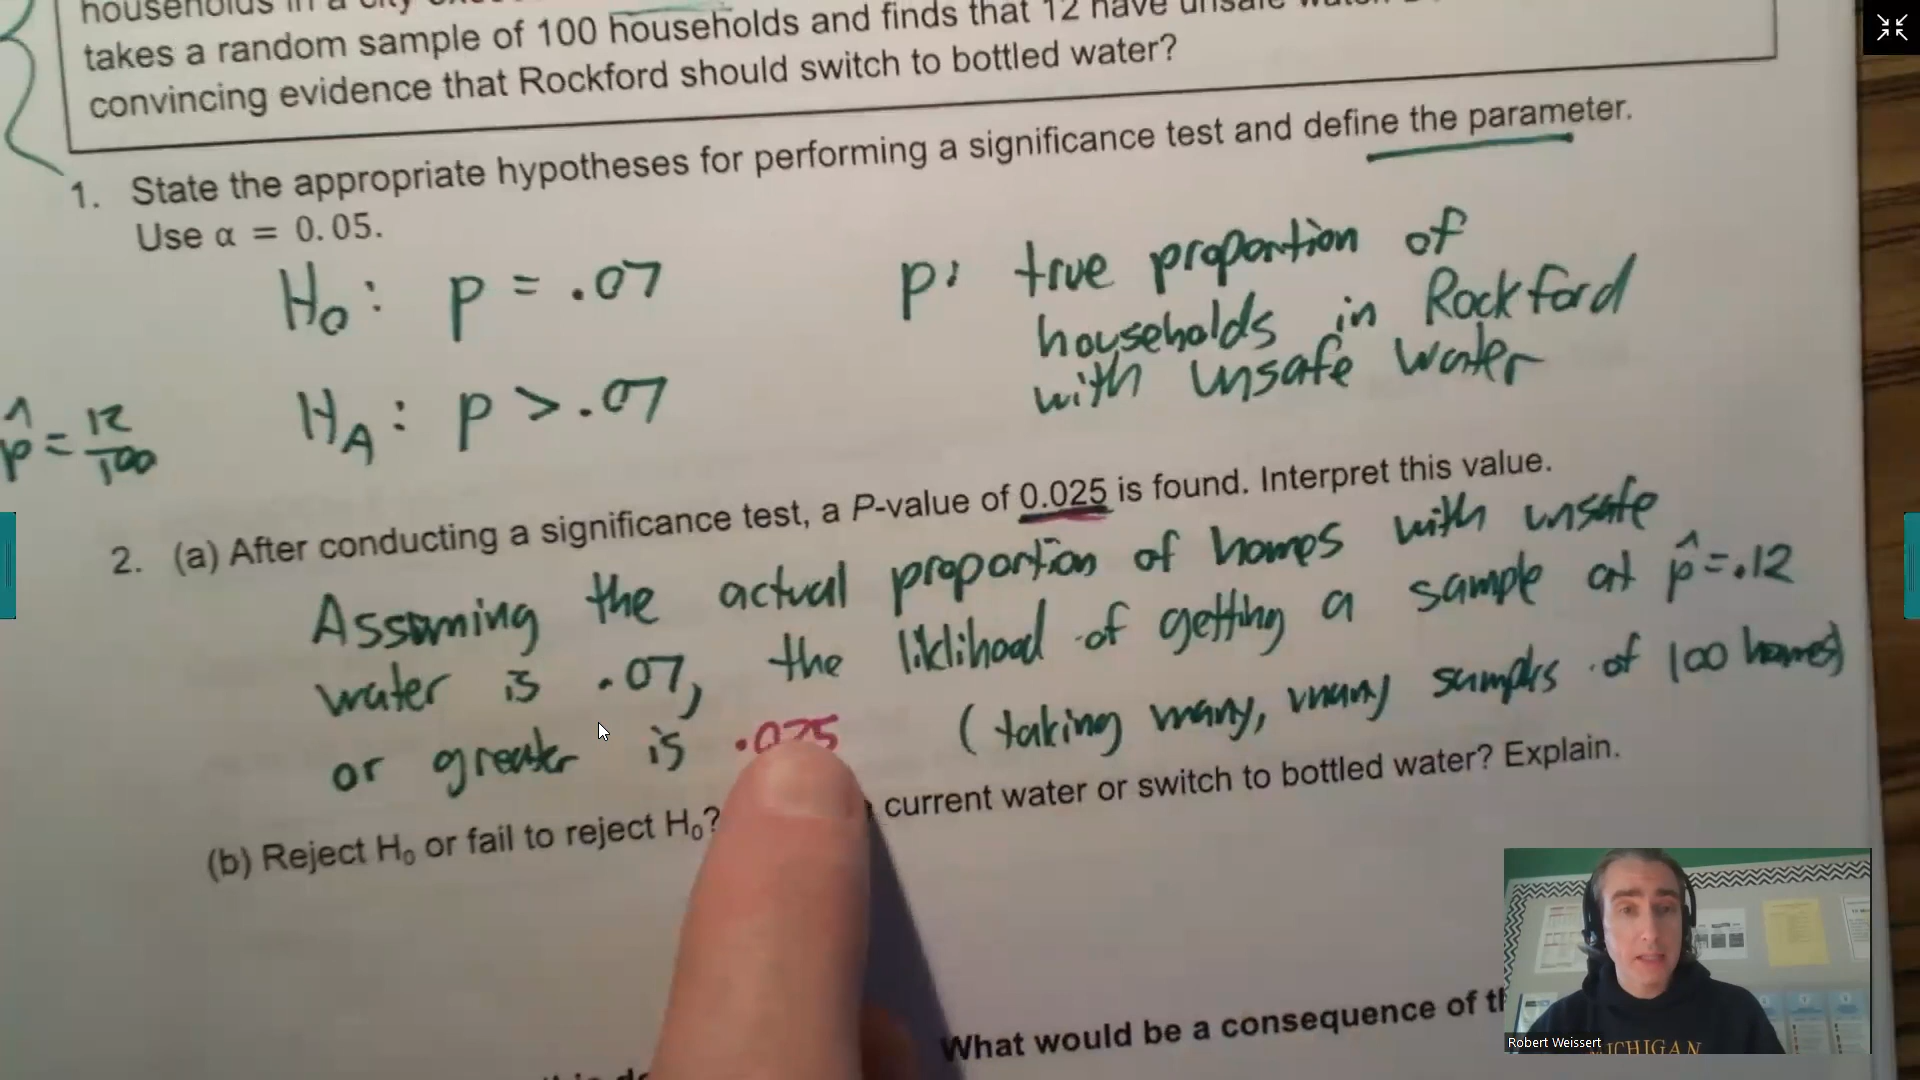 households in a city
takes a random sample of 100 households and finds that 12 have unsafe
convincing evidence that Rockford should switch to bottled water?
1. State the appropriate hypotheses for performing a significance test and define the parameter.
Use α = 0.05.
H₀: p = .07
Hₐ: p > .07
p: true proportion of
households in Rockford
with unsafe water
p̂ = 12/100
2. (a) After conducting a significance test, a P-value of 0.025 is found. Interpret this value.
Assuming the actual proportion of homes with unsafe
water is .07, the liklihood of getting a sample at p̂ = .12
or greater is .025 (taking many, many samples of 100 homes)
(b) Reject H₀ or fail to reject H₀? current water or switch to bottled water? Explain.
What would be a consequence of
Robert Weissert
MICHIGAN